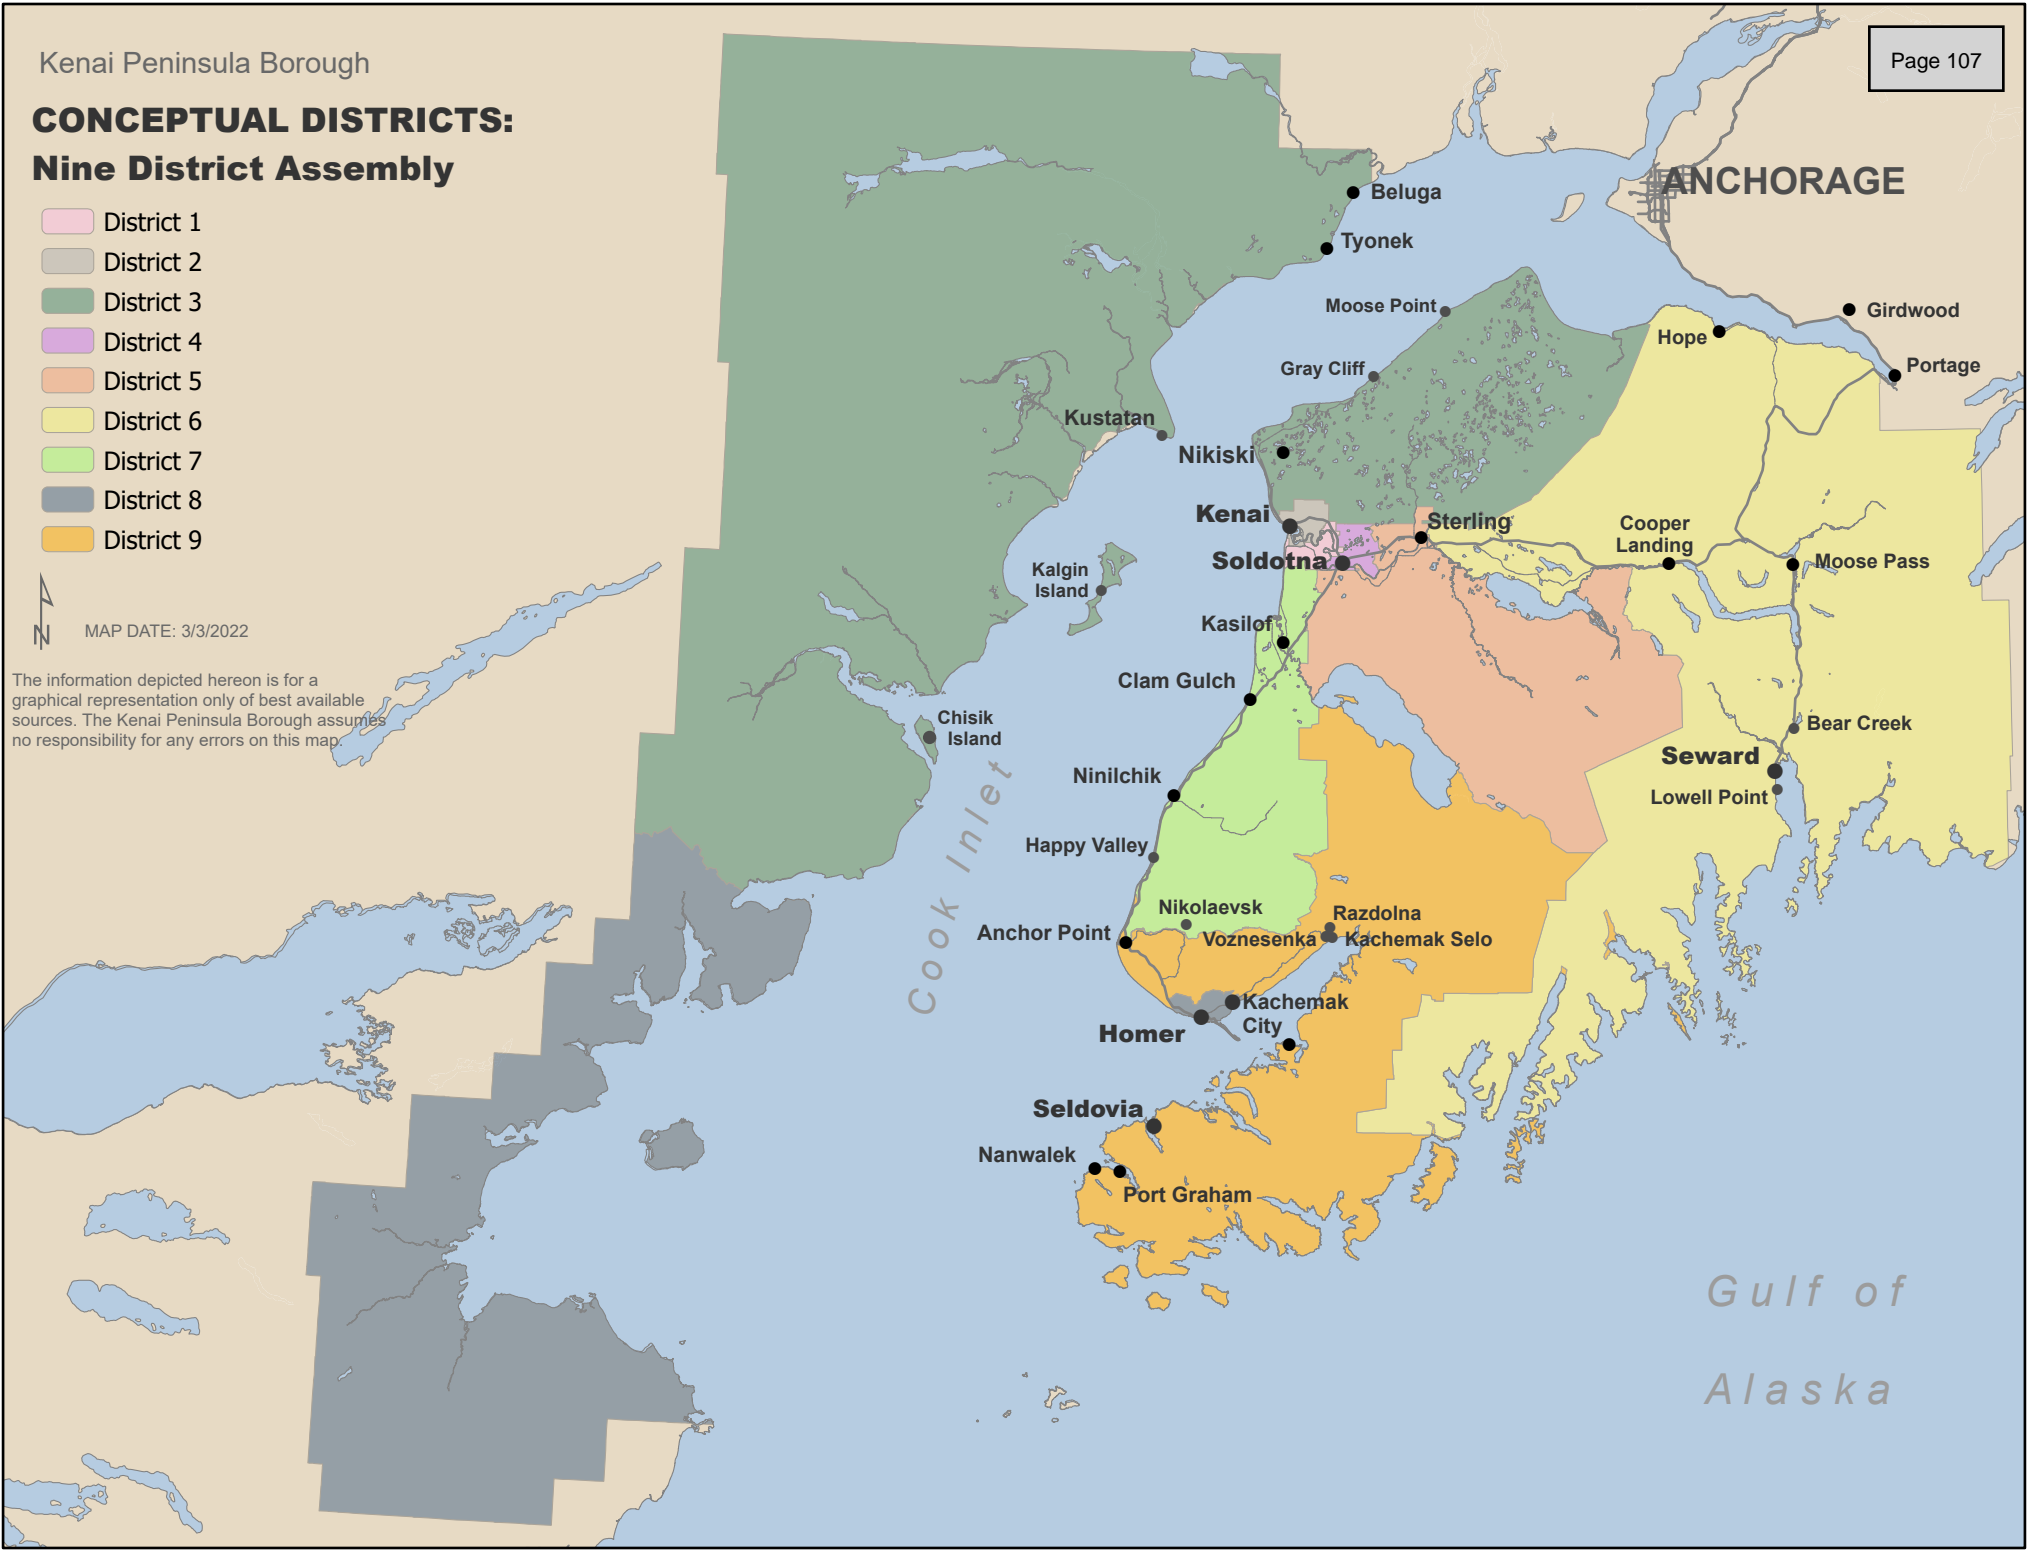 Kenai Peninsula Borough
CONCEPTUAL DISTRICTS:
Nine District Assembly
District 1
District 2
District 3
District 4
District 5
District 6
District 7
District 8
District 9
N
MAP DATE: 3/3/2022
The information depicted hereon is for a
graphical representation only of best available
sources. The Kenai Peninsula Borough assumes
no responsibility for any errors on this map.
Page 107
ANCHORAGE
Beluga
Tyonek
Moose Point
Girdwood
Hope
Portage
Gray Cliff
Kustatan
Nikiski
Kenai
Sterling
Cooper
Landing
Soldotna
Moose Pass
Kalgin
Island
Kasilof
Clam Gulch
Chisik
Island
Bear Creek
Seward
Ninilchik
Lowell Point
Happy Valley
Cook Inlet
Nikolaevsk
Razdolna
Anchor Point
Voznesenka
Kachemak Selo
Kachemak
City
Homer
Seldovia
Nanwalek
Port Graham
Gulf of
Alaska